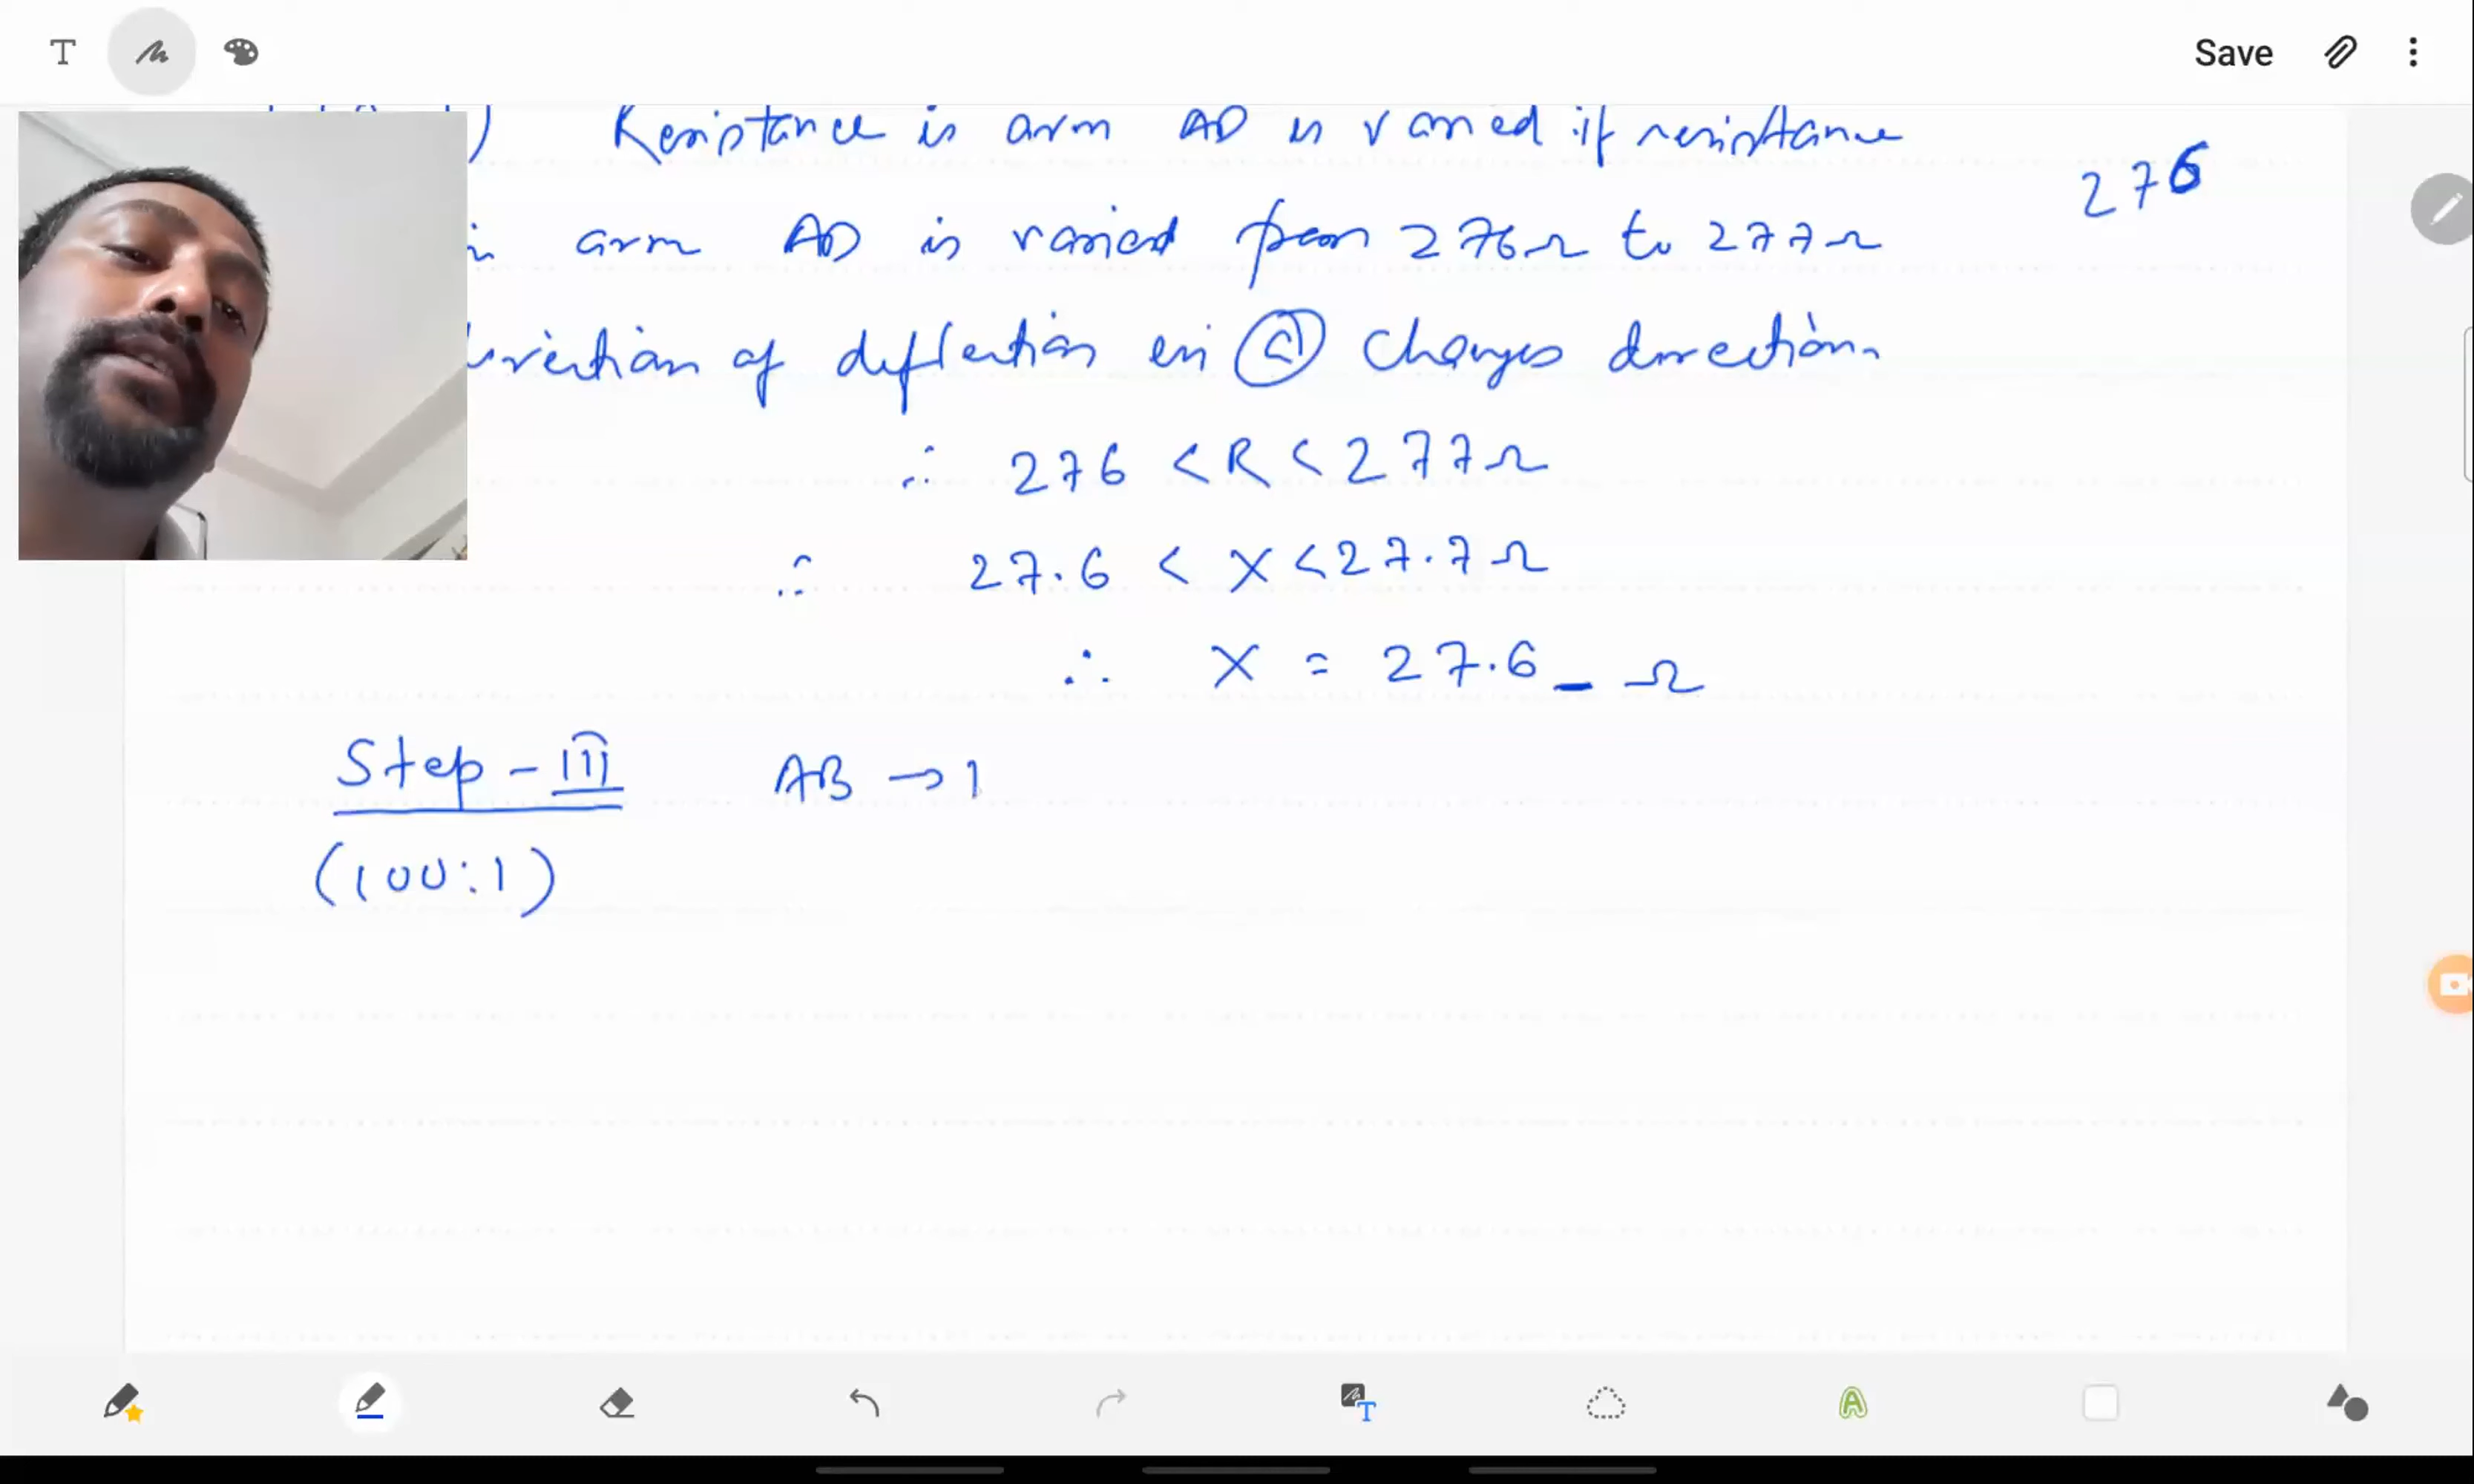 T
Save
) Resistance in arm AD is varied if resistance
276
in arm AD is varied from 276Ω to 277Ω
direction of deflection in G changes direction.
∴ 276 < R < 277Ω
∴ 27.6 < X < 27.7Ω
∴ X = 27.6_ Ω
Step - III AB → 1
(100:1)
T
A